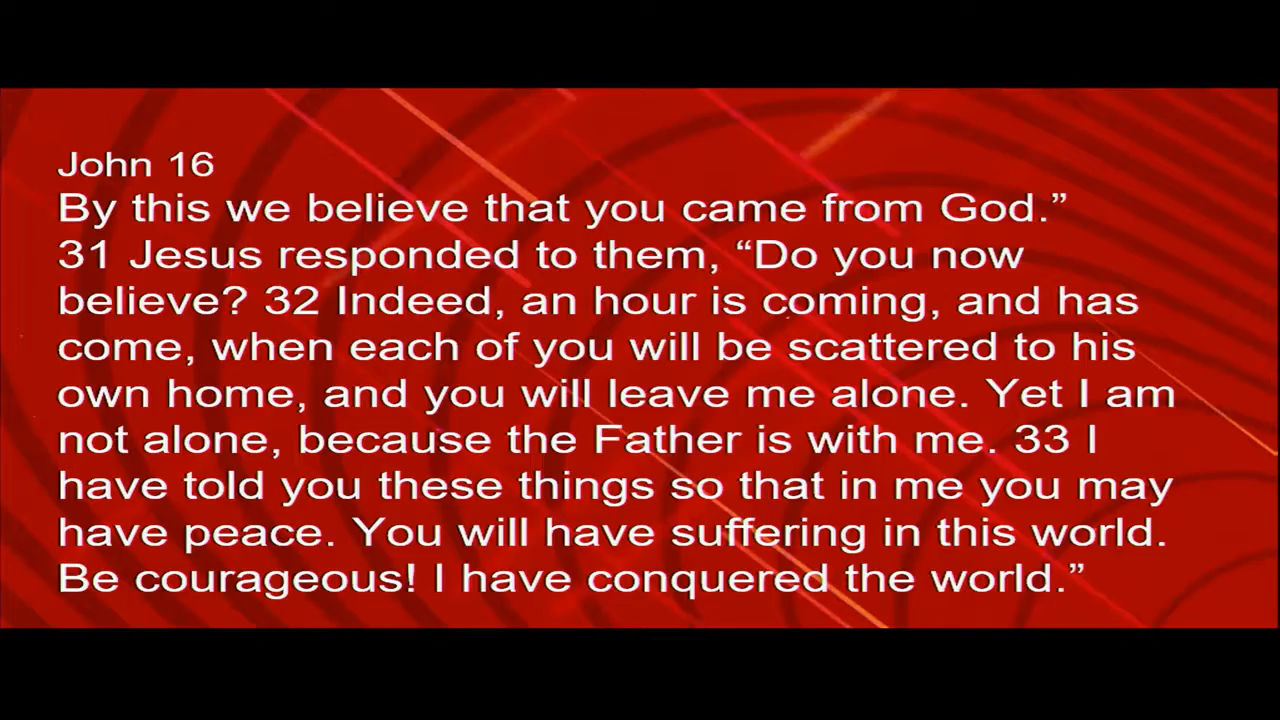 John 16
By this we believe that you came from God.”
31 Jesus responded to them, “Do you now
believe? 32 Indeed, an hour is coming, and has
come, when each of you will be scattered to his
own home, and you will leave me alone. Yet I am
not alone, because the Father is with me. 33 I
have told you these things so that in me you may
have peace. You will have suffering in this world.
Be courageous! I have conquered the world.”